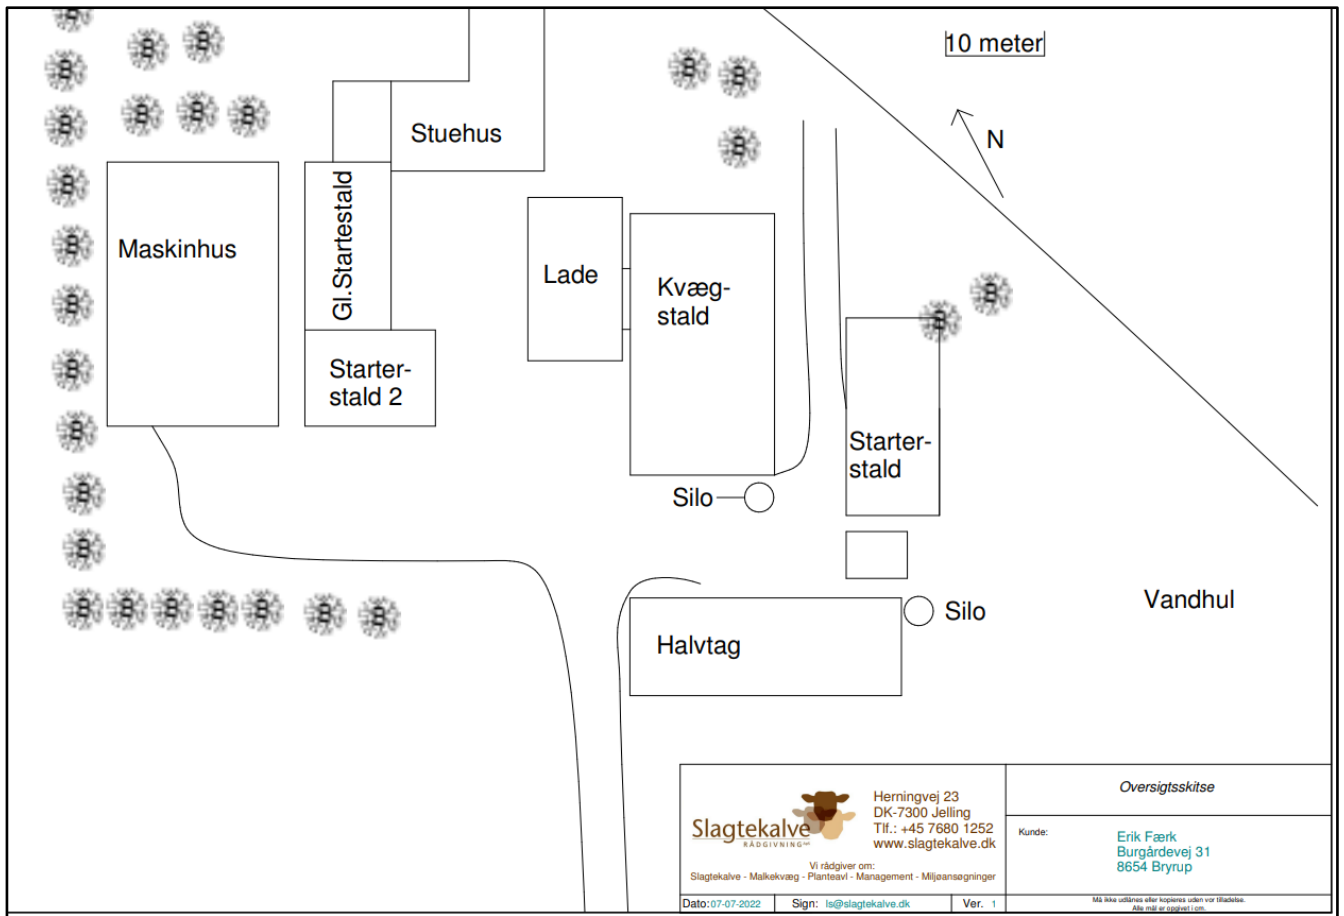 10 meter
N
Stuehus
Gl.Startestald
Maskinhus
Lade
Kvæg-
stald
Starter-
stald 2
Starter-
stald
Silo
Silo
Vandhul
Halvtag
Slagtekalve
RÅDGIVNING ApS
Herningvej 23
DK-7300 Jelling
Tlf.: +45 7680 1252
www.slagtekalve.dk
Vi rådgiver om:
Slagtekalve - Malkekvæg - Planteavl - Management - Miljøansøgninger
Dato: 07-07-2022 Sign: ls@slagtekalve.dk Ver. 1
Oversigtsskitse
Kunde:
Erik Færk
Burgårdevej 31
8654 Bryrup
Må ikke udlånes eller kopieres uden vor tilladelse.
Alle mål er opgivet i cm.